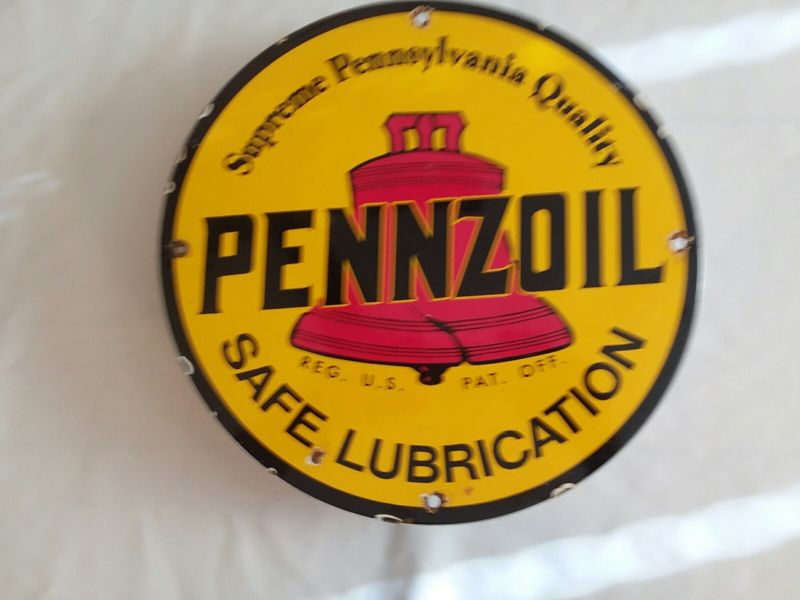 Supreme Pennsylvania Quality
PENNZOIL
REG. U.S. PAT. OFF.
SAFE LUBRICATION